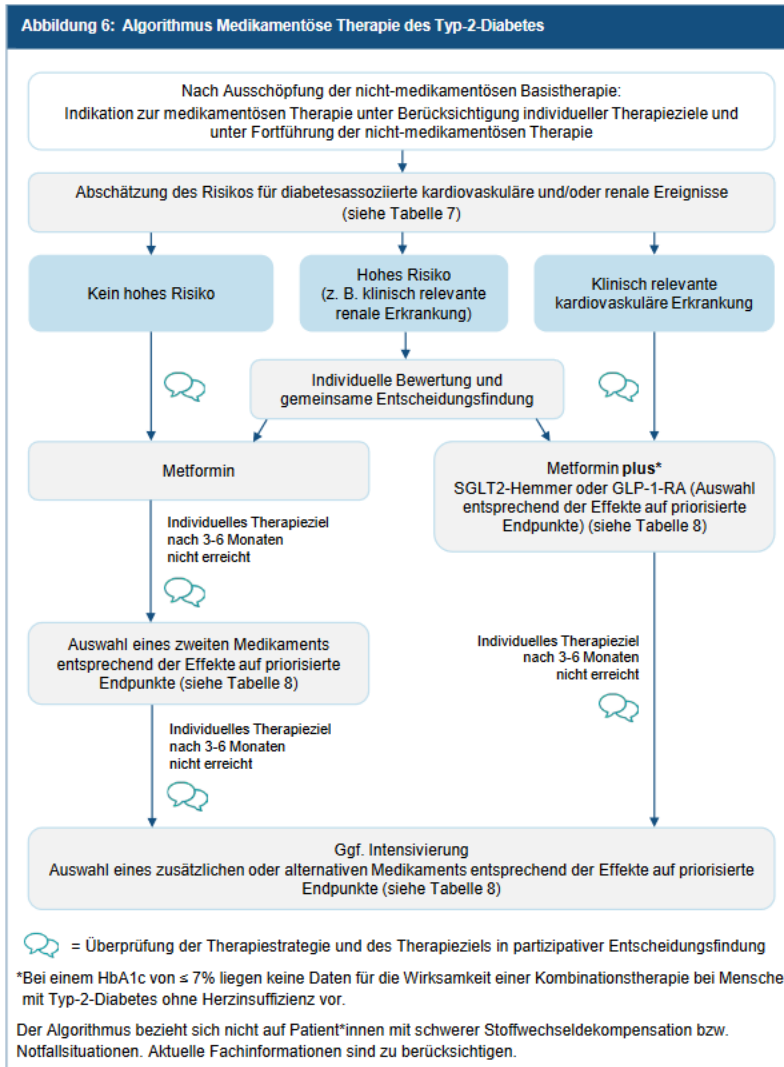 Abbildung 6: Algorithmus Medikamentöse Therapie des Typ-2-Diabetes
Nach Ausschöpfung der nicht-medikamentösen Basistherapie:
Indikation zur medikamentösen Therapie unter Berücksichtigung individueller Therapieziele und
unter Fortführung der nicht-medikamentösen Therapie
Abschätzung des Risikos für diabetesassoziierte kardiovaskuläre und/oder renale Ereignisse
(siehe Tabelle 7)
Kein hohes Risiko
Hohes Risiko
(z. B. klinisch relevante
renale Erkrankung)
Klinisch relevante
kardiovaskuläre Erkrankung
Individuelle Bewertung und
gemeinsame Entscheidungsfindung
Metformin
Metformin plus*
SGLT2-Hemmer oder GLP-1-RA (Auswahl
entsprechend der Effekte auf priorisierte
Endpunkte) (siehe Tabelle 8)
Individuelles Therapieziel
nach 3-6 Monaten
nicht erreicht
Auswahl eines zweiten Medikaments
entsprechend der Effekte auf priorisierte
Endpunkte (siehe Tabelle 8)
Individuelles Therapieziel
nach 3-6 Monaten
nicht erreicht
Individuelles Therapieziel
nach 3-6 Monaten
nicht erreicht
Ggf. Intensivierung
Auswahl eines zusätzlichen oder alternativen Medikaments entsprechend der Effekte auf priorisierte
Endpunkte (siehe Tabelle 8)
= Überprüfung der Therapiestrategie und des Therapieziels in partizipativer Entscheidungsfindung
*Bei einem HbA1c von ≤ 7% liegen keine Daten für die Wirksamkeit einer Kombinationstherapie bei Mensche
mit Typ-2-Diabetes ohne Herzinsuffizienz vor.
Der Algorithmus bezieht sich nicht auf Patient*innen mit schwerer Stoffwechseldekompensation bzw.
Notfallsituationen. Aktuelle Fachinformationen sind zu berücksichtigen.